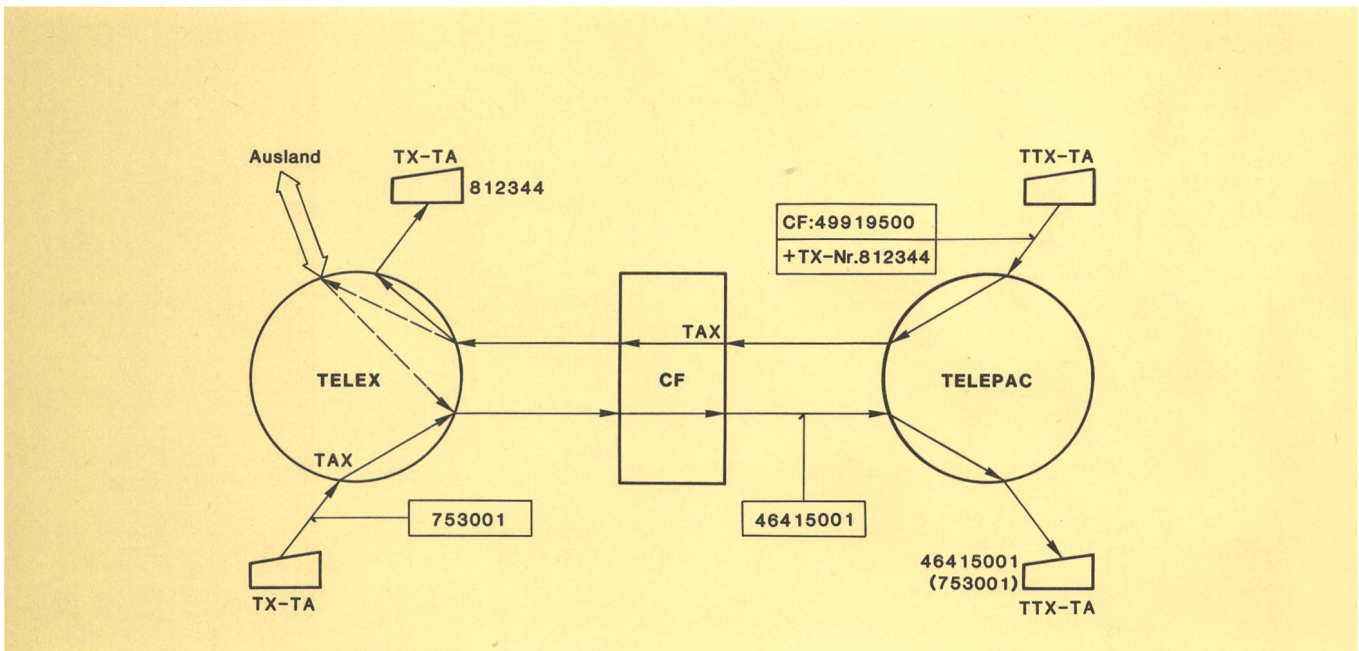 Ausland
TX-TA
812344
TTX-TA
CF:49919500
+TX-Nr.812344
TAX
TELEX
CF
TELEPAC
TAX
753001
46415001
TX-TA
46415001
(753001)
TTX-TA